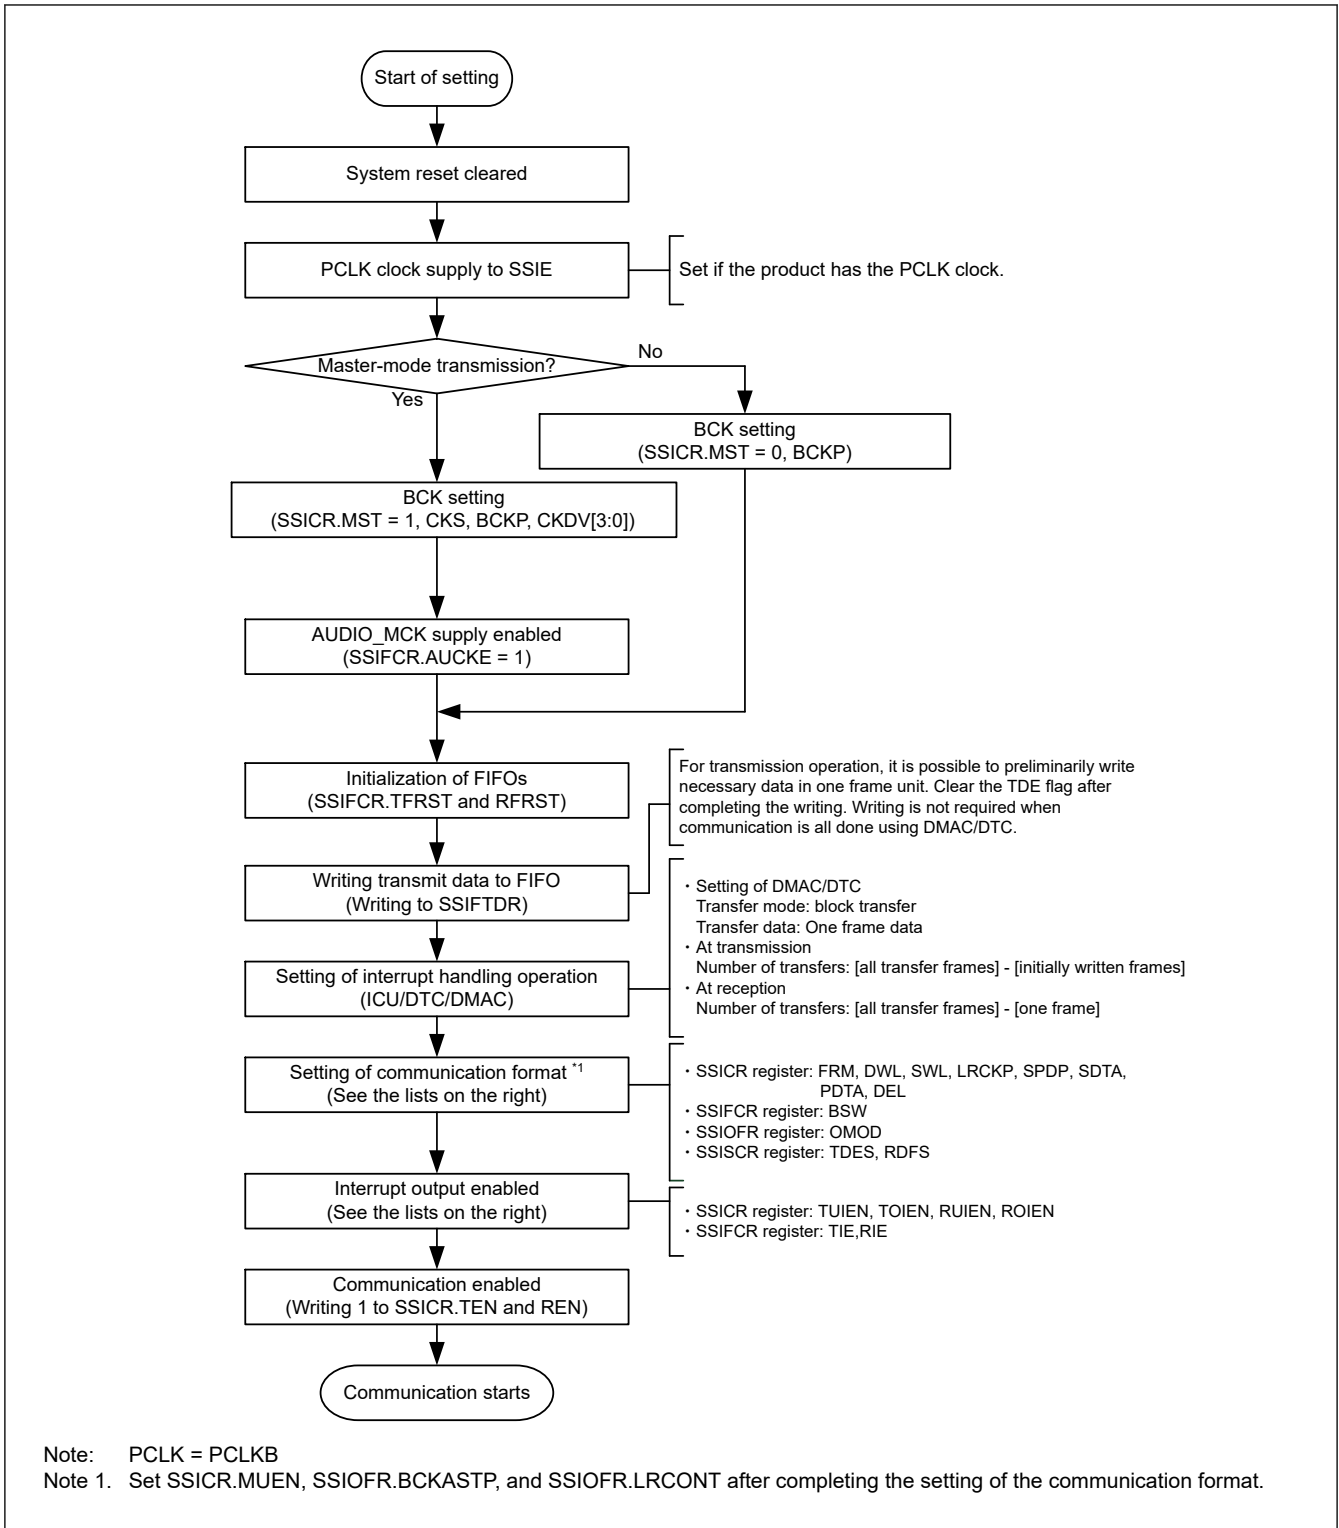 Start of setting
System reset cleared
PCLK clock supply to SSIE
Set if the product has the PCLK clock.
Master-mode transmission?
No
Yes
BCK setting
(SSICR.MST = 0, BCKP)
BCK setting
(SSICR.MST = 1, CKS, BCKP, CKDV[3:0])
AUDIO_MCK supply enabled
(SSIFCR.AUCKE = 1)
Initialization of FIFOs
(SSIFCR.TFRST and RFRST)
For transmission operation, it is possible to preliminarily write
necessary data in one frame unit. Clear the TDE flag after
completing the writing. Writing is not required when
communication is all done using DMAC/DTC.
Writing transmit data to FIFO
(Writing to SSIFTDR)
・Setting of DMAC/DTC
Transfer mode: block transfer
Transfer data: One frame data
・At transmission
Number of transfers: [all transfer frames] - [initially written frames]
・At reception
Number of transfers: [all transfer frames] - [one frame]
Setting of interrupt handling operation
(ICU/DTC/DMAC)
Setting of communication format *1
(See the lists on the right)
・SSICR register: FRM, DWL, SWL, LRCKP, SPDP, SDTA,
PDTA, DEL
・SSIFCR register: BSW
・SSIOFR register: OMOD
・SSISCR register: TDES, RDFS
Interrupt output enabled
(See the lists on the right)
・SSICR register: TUIEN, TOIEN, RUIEN, ROIEN
・SSIFCR register: TIE,RIE
Communication enabled
(Writing 1 to SSICR.TEN and REN)
Communication starts
Note: PCLK = PCLKB
Note 1. Set SSICR.MUEN, SSIOFR.BCKASTP, and SSIOFR.LRCONT after completing the setting of the communication format.